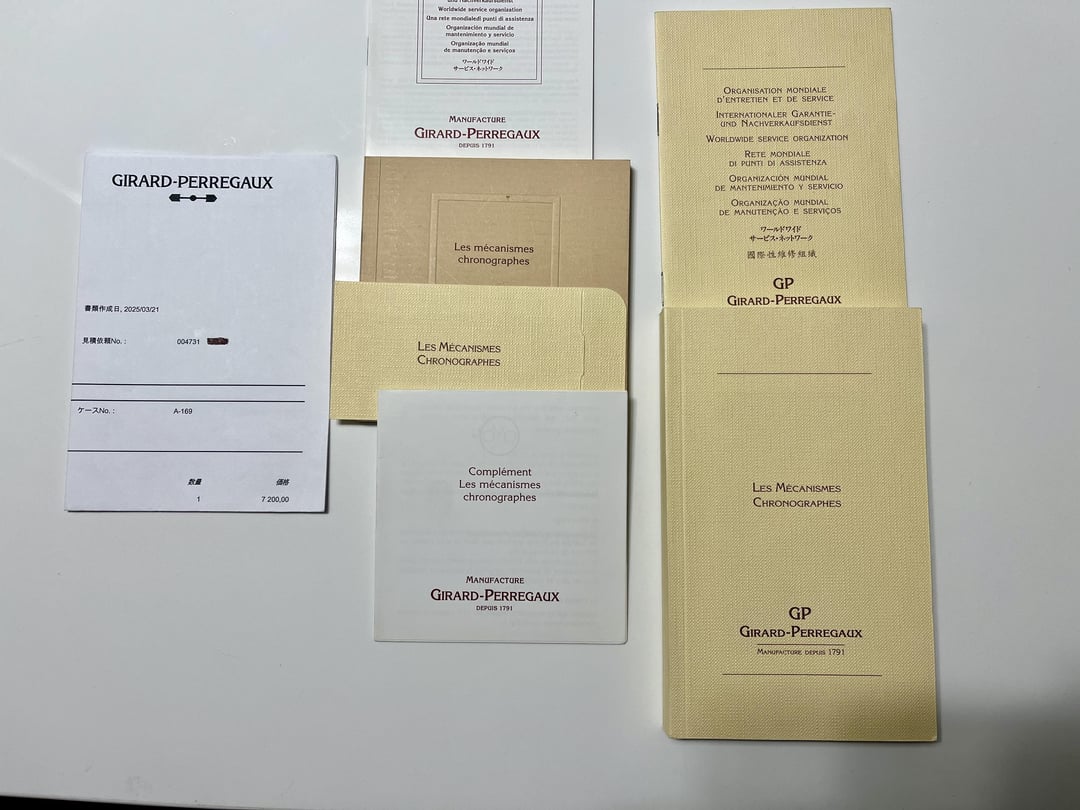 GIRARD-PERREGAUX
書類作成日, 2025/03/21
見積依頼No. : 004731
ケースNo. : A-169
数量 価格
1 7 200,00
und Nachverkaufsdienst
Worldwide service organization
Una rete mondialedi punti di assistenza
Organización mundial de
mantenimiento y servicio
Organização mundial
de manutenção e serviços
ワールドワイド
サービス・ネットワーク
MANUFACTURE
GIRARD-PERREGAUX
DEPUIS 1791
Les mécanismes
chronographes
LES MÉCANISMES
CHRONOGRAPHES
Complément
Les mécanismes
chronographes
MANUFACTURE
GIRARD-PERREGAUX
DEPUIS 1791
ORGANISATION MONDIALE
D'ENTRETIEN ET DE SERVICE
INTERNATIONALER GARANTIE-
UND NACHVERKAUFSDIENST
WORLDWIDE SERVICE ORGANIZATION
RETE MONDIALE
DI PUNTI DI ASSISTENZA
ORGANIZACIÓN MUNDIAL
DE MANTENIMIENTO Y SERVICIO
ORGANIZAÇÃO MUNDIAL
DE MANUTENÇÃO E SERVIÇOS
ワールドワイド
サービス・ネットワーク
國際性維修組織
GP
GIRARD-PERREGAUX
LES MÉCANISMES
CHRONOGRAPHES
GP
GIRARD-PERREGAUX
MANUFACTURE DEPUIS 1791